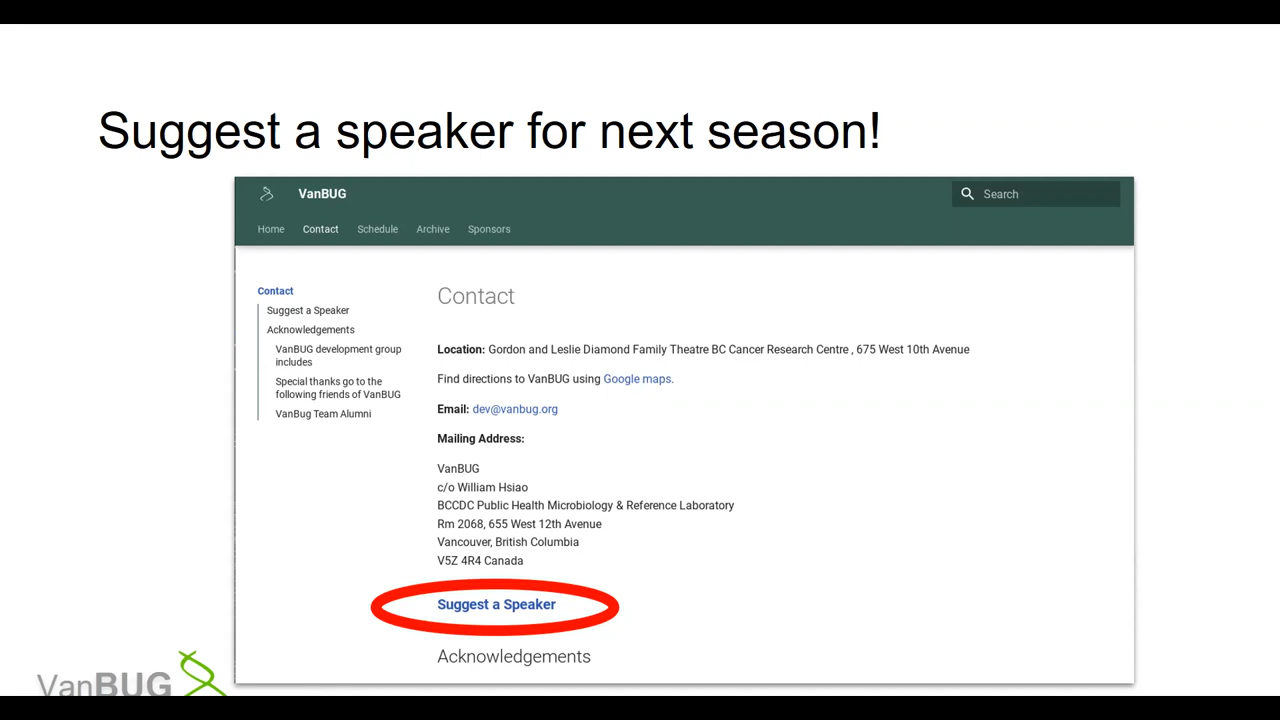 Suggest a speaker for next season!
VanBUG
Search
Home Contact Schedule Archive Sponsors
Contact
Suggest a Speaker
Acknowledgements
VanBUG development group
includes
Special thanks go to the
following friends of VanBUG
VanBug Team Alumni
Contact
Location: Gordon and Leslie Diamond Family Theatre BC Cancer Research Centre , 675 West 10th Avenue
Find directions to VanBUG using Google maps.
Email: dev@vanbug.org
Mailing Address:
VanBUG
c/o William Hsiao
BCCDC Public Health Microbiology & Reference Laboratory
Rm 2068, 655 West 12th Avenue
Vancouver, British Columbia
V5Z 4R4 Canada
Suggest a Speaker
Acknowledgements
VanBUG